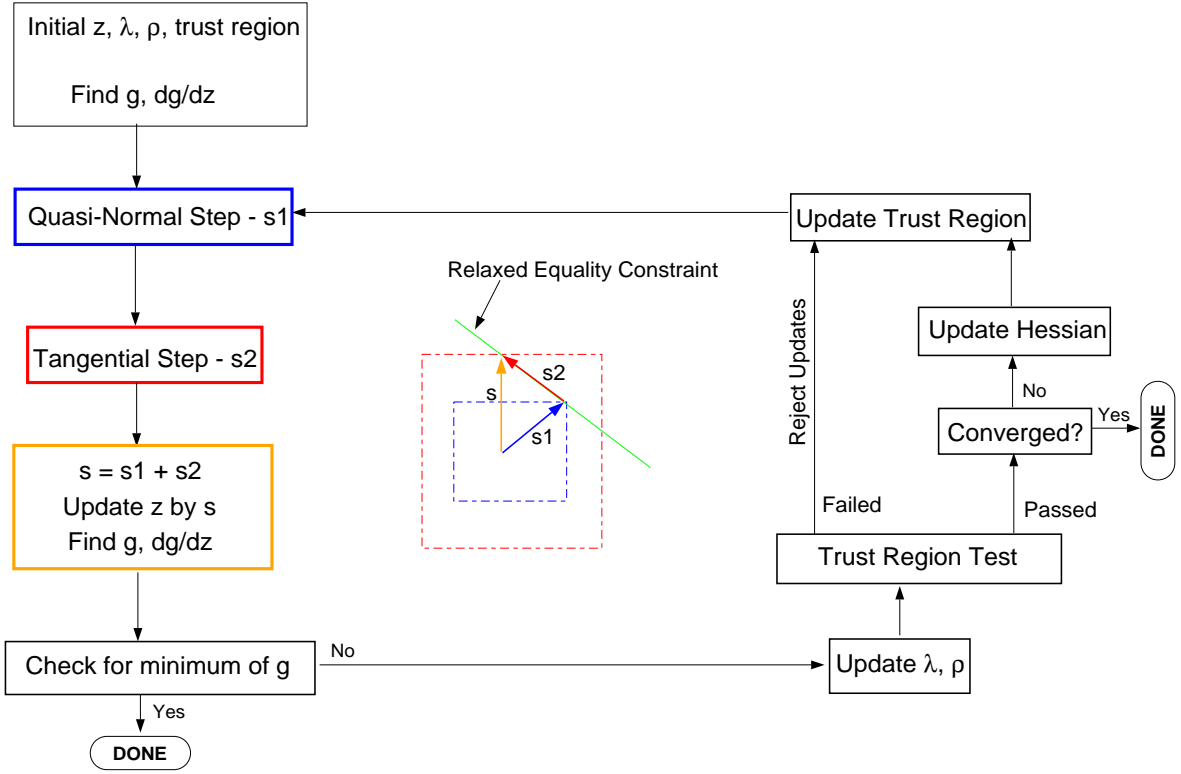 Initial z, λ, ρ, trust region
Find g, dg/dz
Quasi-Normal Step - s1
Tangential Step - s2
s = s1 + s2
Update z by s
Find g, dg/dz
Check for minimum of g
Yes
DONE
No
Relaxed Equality Constraint
s
s2
s1
Update Trust Region
Reject Updates
Update Hessian
No
Converged?
Yes
DONE
Failed
Passed
Trust Region Test
Update λ, ρ